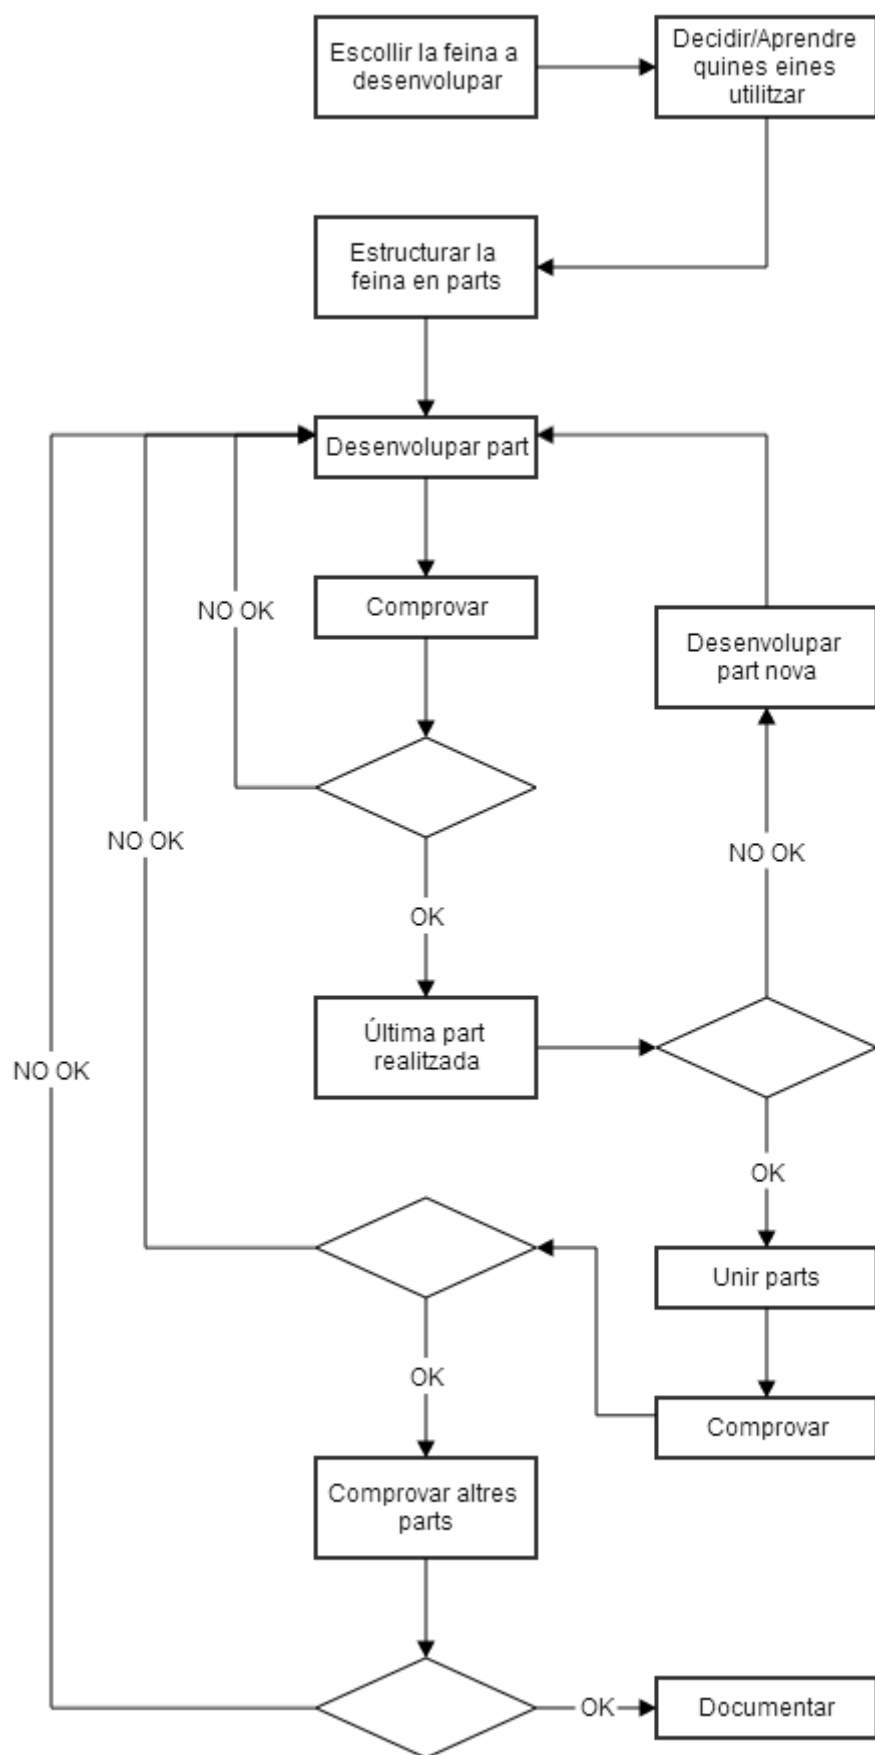 Escollir la feina a
desenvolupar
Decidir/Aprendre
quines eines
utilitzar
Estructurar la
feina en parts
Desenvolupar part
NO OK
Comprovar
Desenvolupar
part nova
NO OK
NO OK
OK
Última part
realitzada
NO OK
OK
Unir parts
OK
Comprovar
Comprovar altres
parts
OK
Documentar